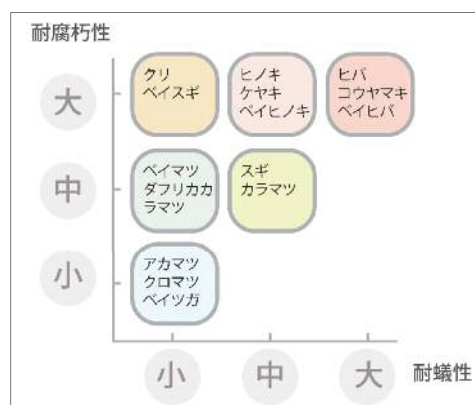 耐腐朽性
大
クリ
ベイスギ
ヒノキ
ケヤキ
ベイヒノキ
ヒバ
コウヤマキ
ベイヒバ
中
ベイマツ
ダフリカカ
ラマツ
スギ
カラマツ
小
アカマツ
クロマツ
ベイツガ
小
中
大
耐蟻性